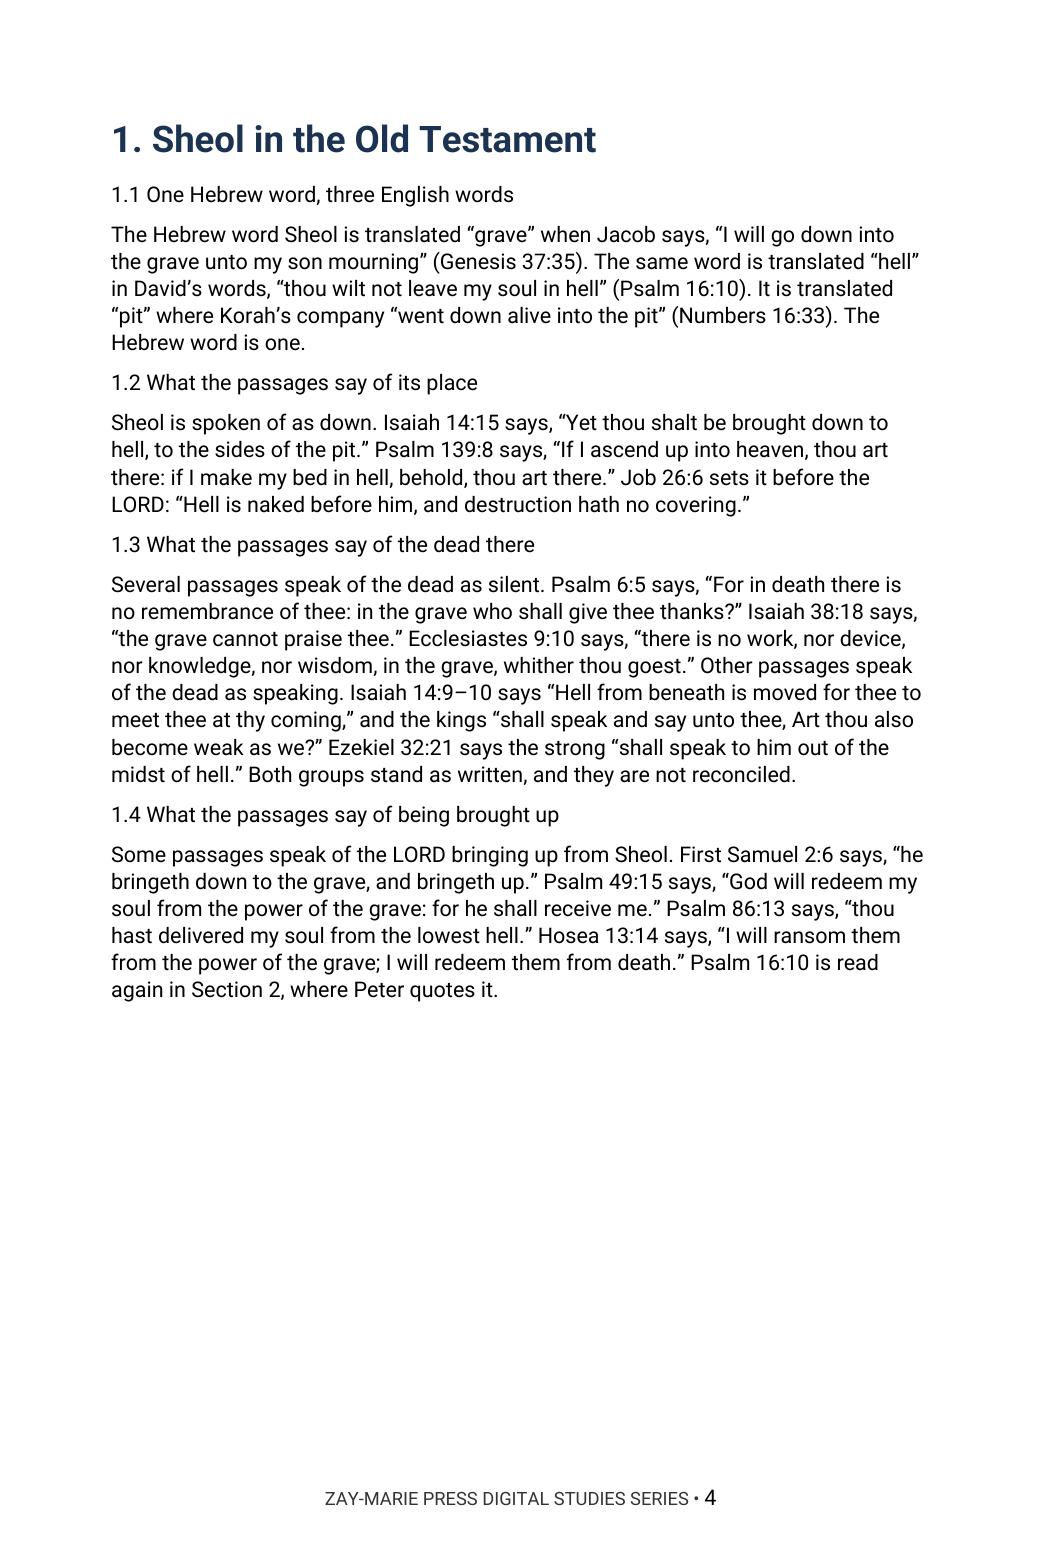 1. Sheol in the Old Testament
1.1 One Hebrew word, three English words
The Hebrew word Sheol is translated “grave” when Jacob says, “I will go down into
the grave unto my son mourning” (Genesis 37:35). The same word is translated “hell”
in David’s words, “thou wilt not leave my soul in hell” (Psalm 16:10). It is translated
“pit” where Korah’s company “went down alive into the pit” (Numbers 16:33). The
Hebrew word is one.
1.2 What the passages say of its place
Sheol is spoken of as down. Isaiah 14:15 says, “Yet thou shalt be brought down to
hell, to the sides of the pit.” Psalm 139:8 says, “If I ascend up into heaven, thou art
there: if I make my bed in hell, behold, thou art there.” Job 26:6 sets it before the
LORD: “Hell is naked before him, and destruction hath no covering.”
1.3 What the passages say of the dead there
Several passages speak of the dead as silent. Psalm 6:5 says, “For in death there is
no remembrance of thee: in the grave who shall give thee thanks?” Isaiah 38:18 says,
“the grave cannot praise thee.” Ecclesiastes 9:10 says, “there is no work, nor device,
nor knowledge, nor wisdom, in the grave, whither thou goest.” Other passages speak
of the dead as speaking. Isaiah 14:9–10 says “Hell from beneath is moved for thee to
meet thee at thy coming,” and the kings “shall speak and say unto thee, Art thou also
become weak as we?” Ezekiel 32:21 says the strong “shall speak to him out of the
midst of hell.” Both groups stand as written, and they are not reconciled.
1.4 What the passages say of being brought up
Some passages speak of the LORD bringing up from Sheol. First Samuel 2:6 says, “he
bringeth down to the grave, and bringeth up.” Psalm 49:15 says, “God will redeem my
soul from the power of the grave: for he shall receive me.” Psalm 86:13 says, “thou
hast delivered my soul from the lowest hell.” Hosea 13:14 says, “I will ransom them
from the power of the grave; I will redeem them from death.” Psalm 16:10 is read
again in Section 2, where Peter quotes it.
ZAY-MARIE PRESS DIGITAL STUDIES SERIES • 4